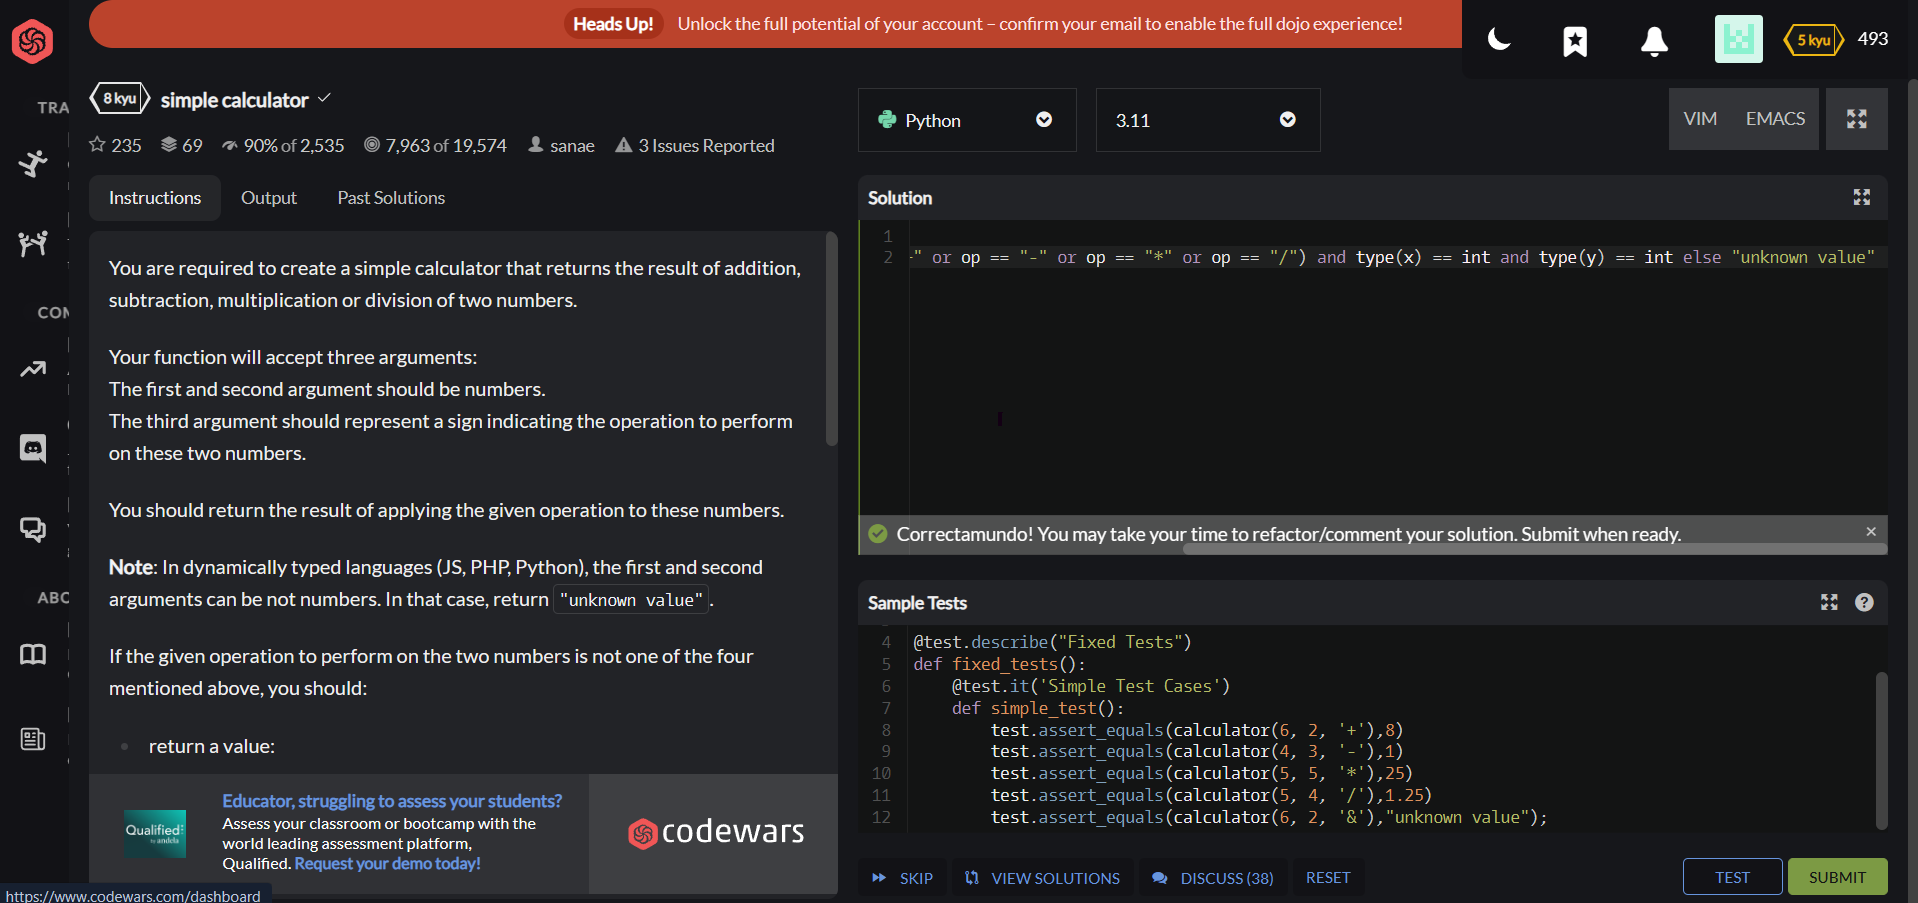 Heads Up! Unlock the full potential of your account – confirm your email to enable the full dojo experience!
5 kyu 493
TRA
COM
ABO
8 kyu simple calculator
235 69 90% of 2,535 7,963 of 19,574 sanae 3 Issues Reported
Instructions Output Past Solutions
You are required to create a simple calculator that returns the result of addition,
subtraction, multiplication or division of two numbers.
Your function will accept three arguments:
The first and second argument should be numbers.
The third argument should represent a sign indicating the operation to perform
on these two numbers.
You should return the result of applying the given operation to these numbers.
Note: In dynamically typed languages (JS, PHP, Python), the first and second
arguments can be not numbers. In that case, return "unknown value".
If the given operation to perform on the two numbers is not one of the four
mentioned above, you should:
return a value:
Qualified
by andela
Educator, struggling to assess your students?
Assess your classroom or bootcamp with the
world leading assessment platform,
Qualified. Request your demo today!
codewars
https://www.codewars.com/dashboard
Python 3.11 VIM EMACS
Solution
1
2 " or op == "-" or op == "*" or op == "/") and type(x) == int and type(y) == int else "unknown value"
Correctamundo! You may take your time to refactor/comment your solution. Submit when ready.
Sample Tests
4 @test.describe("Fixed Tests")
5 def fixed_tests():
6 @test.it('Simple Test Cases')
7 def simple_test():
8 test.assert_equals(calculator(6, 2, '+'),8)
9 test.assert_equals(calculator(4, 3, '-'),1)
10 test.assert_equals(calculator(5, 5, '*'),25)
11 test.assert_equals(calculator(5, 4, '/'),1.25)
12 test.assert_equals(calculator(6, 2, '&'),"unknown value");
SKIP VIEW SOLUTIONS DISCUSS (38) RESET TEST SUBMIT